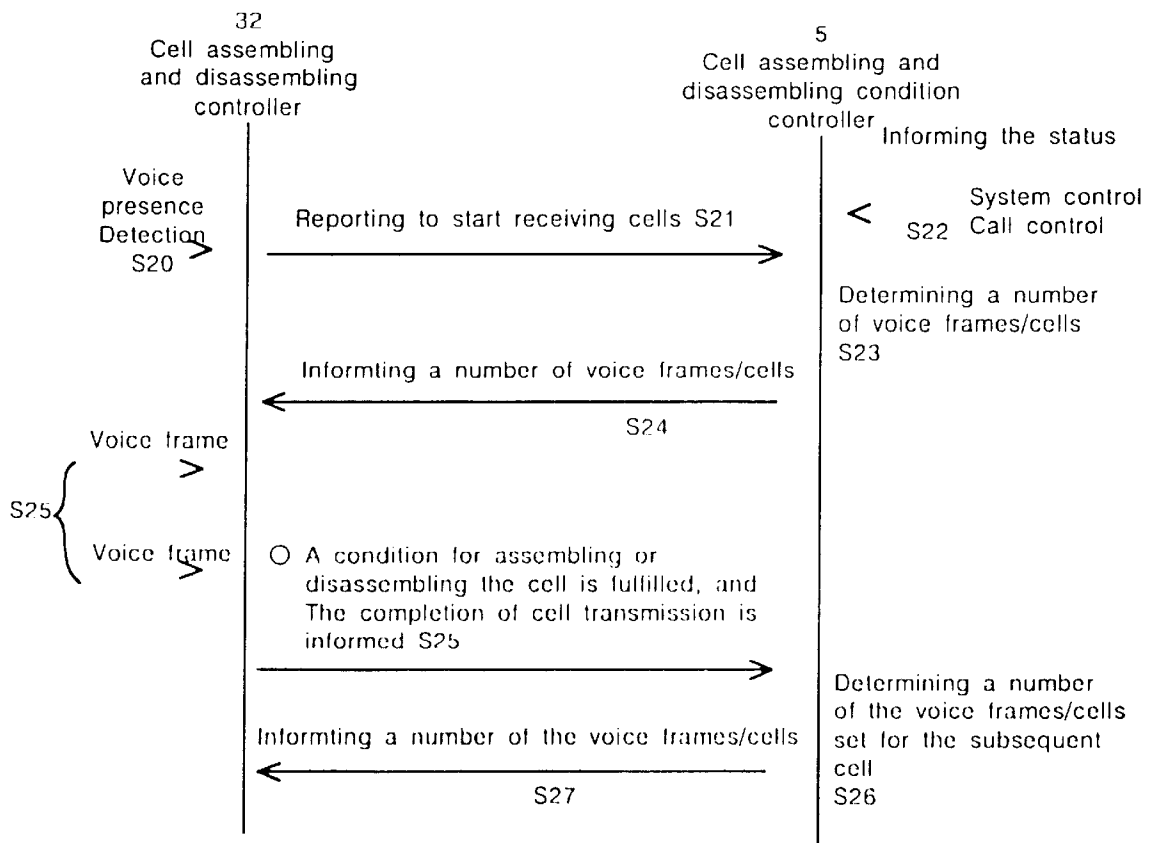 32
Cell assembling
and disassembling
controller
5
Cell assembling and
disassembling condition
controller
Informing the status
Voice
presence
Detection
S20
Reporting to start receiving cells S21
System control
S22 Call control
Determining a number
of voice frames/cells
S23
Informting a number of voice frames/cells
S24
Voice frame
S25
Voice frame
A condition for assembling or
disassembling the cell is fulfilled, and
The completion of cell transmission is
informed S25
Determining a number
of the voice frames/cells
set for the subsequent
cell
S26
Informting a number of the voice frames/cells
S27